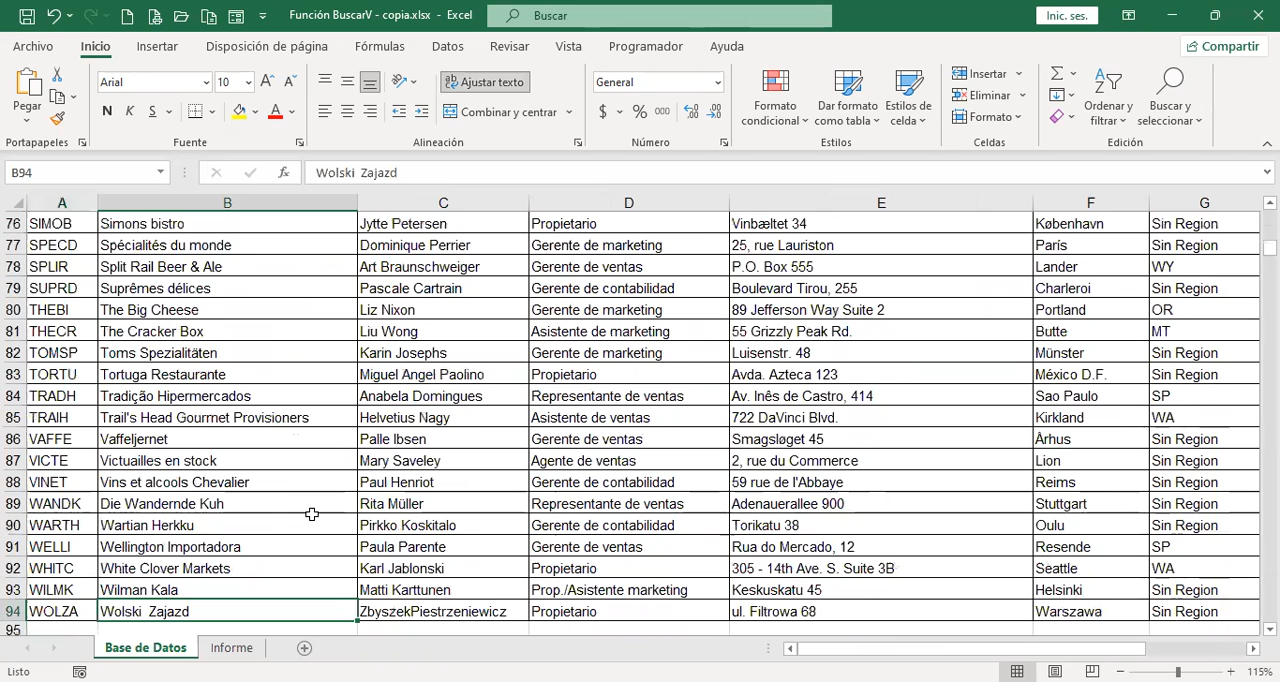 Función BuscarV - copia.xlsx - Excel
Buscar
Inic. ses.
Archivo Inicio Insertar Disposición de página Fórmulas Datos Revisar Vista Programador Ayuda
Compartir
Pegar
Arial 10
N K S
Ajustar texto
Combinar y centrar
General
$ % 000
Formato condicional
Dar formato como tabla
Estilos de celda
Insertar
Eliminar
Formato
Ordenar y filtrar
Buscar y seleccionar
Portapapeles Fuente Alineación Número Estilos Celdas Edición
B94 fx Wolski  Zajazd
A B C D E F G
76 SIMOB Simons bistro Jytte Petersen Propietario Vinbæltet 34 København Sin Region
77 SPECD Spécialités du monde Dominique Perrier Gerente de marketing 25, rue Lauriston París Sin Region
78 SPLIR Split Rail Beer & Ale Art Braunschweiger Gerente de ventas P.O. Box 555 Lander WY
79 SUPRD Suprêmes délices Pascale Cartrain Gerente de contabilidad Boulevard Tirou, 255 Charleroi Sin Region
80 THEBI The Big Cheese Liz Nixon Gerente de marketing 89 Jefferson Way Suite 2 Portland OR
81 THECR The Cracker Box Liu Wong Asistente de marketing 55 Grizzly Peak Rd. Butte MT
82 TOMSP Toms Spezialitäten Karin Josephs Gerente de marketing Luisenstr. 48 Münster Sin Region
83 TORTU Tortuga Restaurante Miguel Angel Paolino Propietario Avda. Azteca 123 México D.F. Sin Region
84 TRADH Tradição Hipermercados Anabela Domingues Representante de ventas Av. Inês de Castro, 414 Sao Paulo SP
85 TRAIH Trail's Head Gourmet Provisioners Helvetius Nagy Asistente de ventas 722 DaVinci Blvd. Kirkland WA
86 VAFFE Vaffeljernet Palle Ibsen Gerente de ventas Smagsløget 45 Århus Sin Region
87 VICTE Victuailles en stock Mary Saveley Agente de ventas 2, rue du Commerce Lion Sin Region
88 VINET Vins et alcools Chevalier Paul Henriot Gerente de contabilidad 59 rue de l'Abbaye Reims Sin Region
89 WANDK Die Wandernde Kuh Rita Müller Representante de ventas Adenauerallee 900 Stuttgart Sin Region
90 WARTH Wartian Herkku Pirkko Koskitalo Gerente de contabilidad Torikatu 38 Oulu Sin Region
91 WELLI Wellington Importadora Paula Parente Gerente de ventas Rua do Mercado, 12 Resende SP
92 WHITC White Clover Markets Karl Jablonski Propietario 305 - 14th Ave. S. Suite 3B Seattle WA
93 WILMK Wilman Kala Matti Karttunen Prop./Asistente marketing Keskuskatu 45 Helsinki Sin Region
94 WOLZA Wolski  Zajazd ZbyszekPiestrzeniewicz Propietario ul. Filtrowa 68 Warszawa Sin Region
95
Base de Datos Informe
Listo 115%